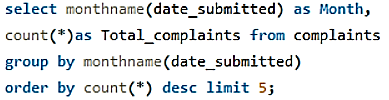 select monthname(date_submitted) as Month,
count(*)as Total_complaints from complaints
group by monthname(date_submitted)
order by count(*) desc limit 5;